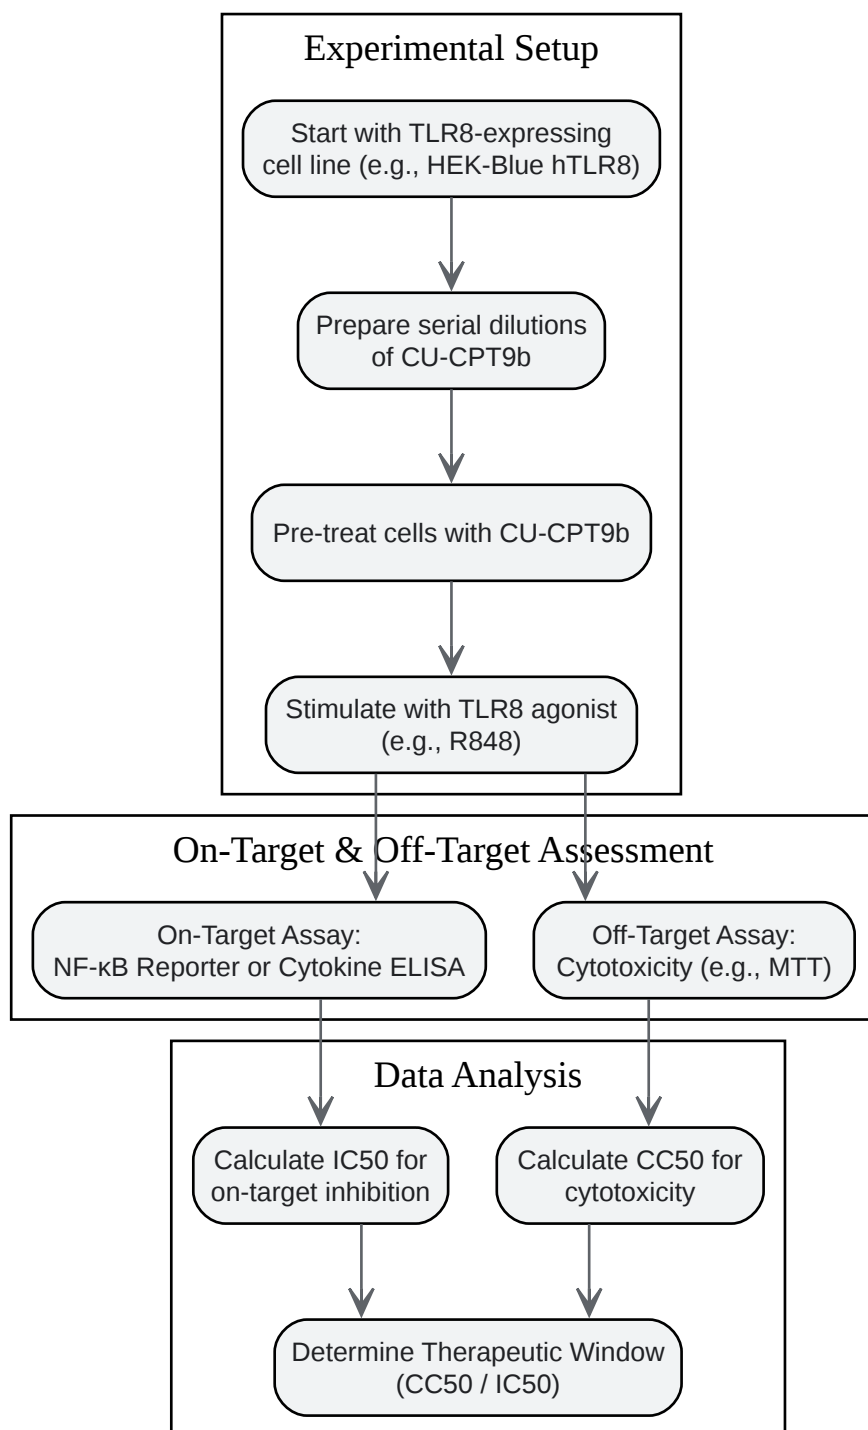 Experimental Setup
Start with TLR8-expressing
cell line (e.g., HEK-Blue hTLR8)
Prepare serial dilutions
of CU-CPT9b
Pre-treat cells with CU-CPT9b
Stimulate with TLR8 agonist
(e.g., R848)
On-Target & Off-Target Assessment
On-Target Assay:
NF-κB Reporter or Cytokine ELISA
Off-Target Assay:
Cytotoxicity (e.g., MTT)
Data Analysis
Calculate IC50 for
on-target inhibition
Calculate CC50 for
cytotoxicity
Determine Therapeutic Window
(CC50 / IC50)